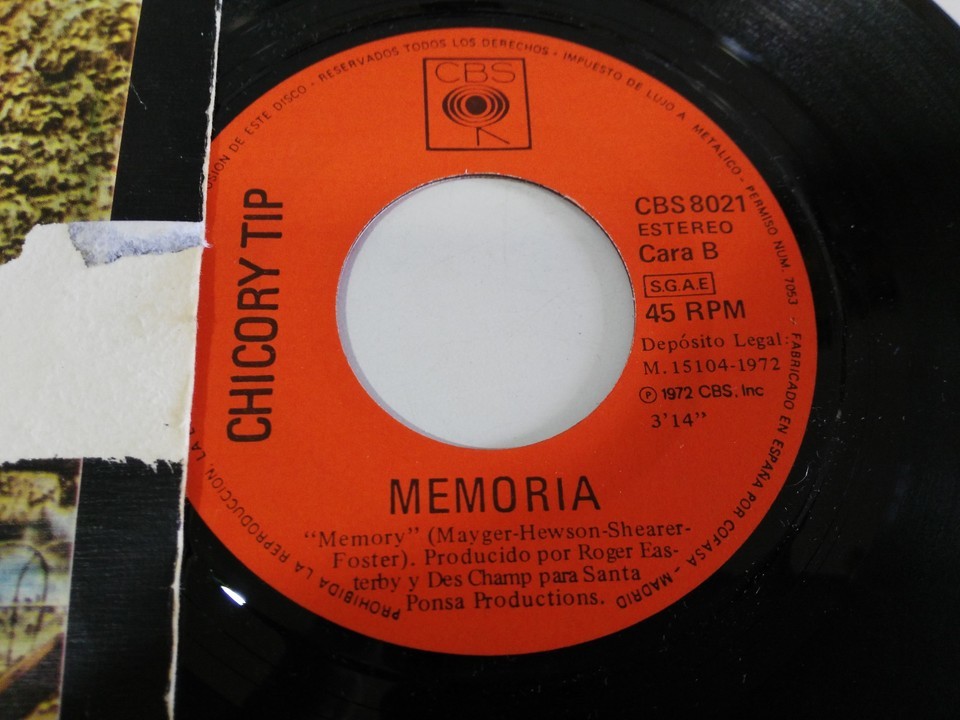 SION DE ESTE DISCO - RESERVADOS TODOS LOS DERECHOS - IMPUESTO DE LUJO A METALICO - PERMISO NUM. 7053 - FABRICADO EN ESPAÑA POR COFASA - MADRID
CBS
CHICORY TIP
CBS 8021
ESTEREO
Cara B
S.G.A.E
45 RPM
Depósito Legal:
M. 15104-1972
Ⓟ 1972 CBS, Inc
3'14"
MEMORIA
"Memory" (Mayger-Hewson-Shearer-
Foster). Producido por Roger Eas-
terby y Des Champ para Santa
Ponsa Productions.
PROHIBIDA LA REPRODUCCION, LA